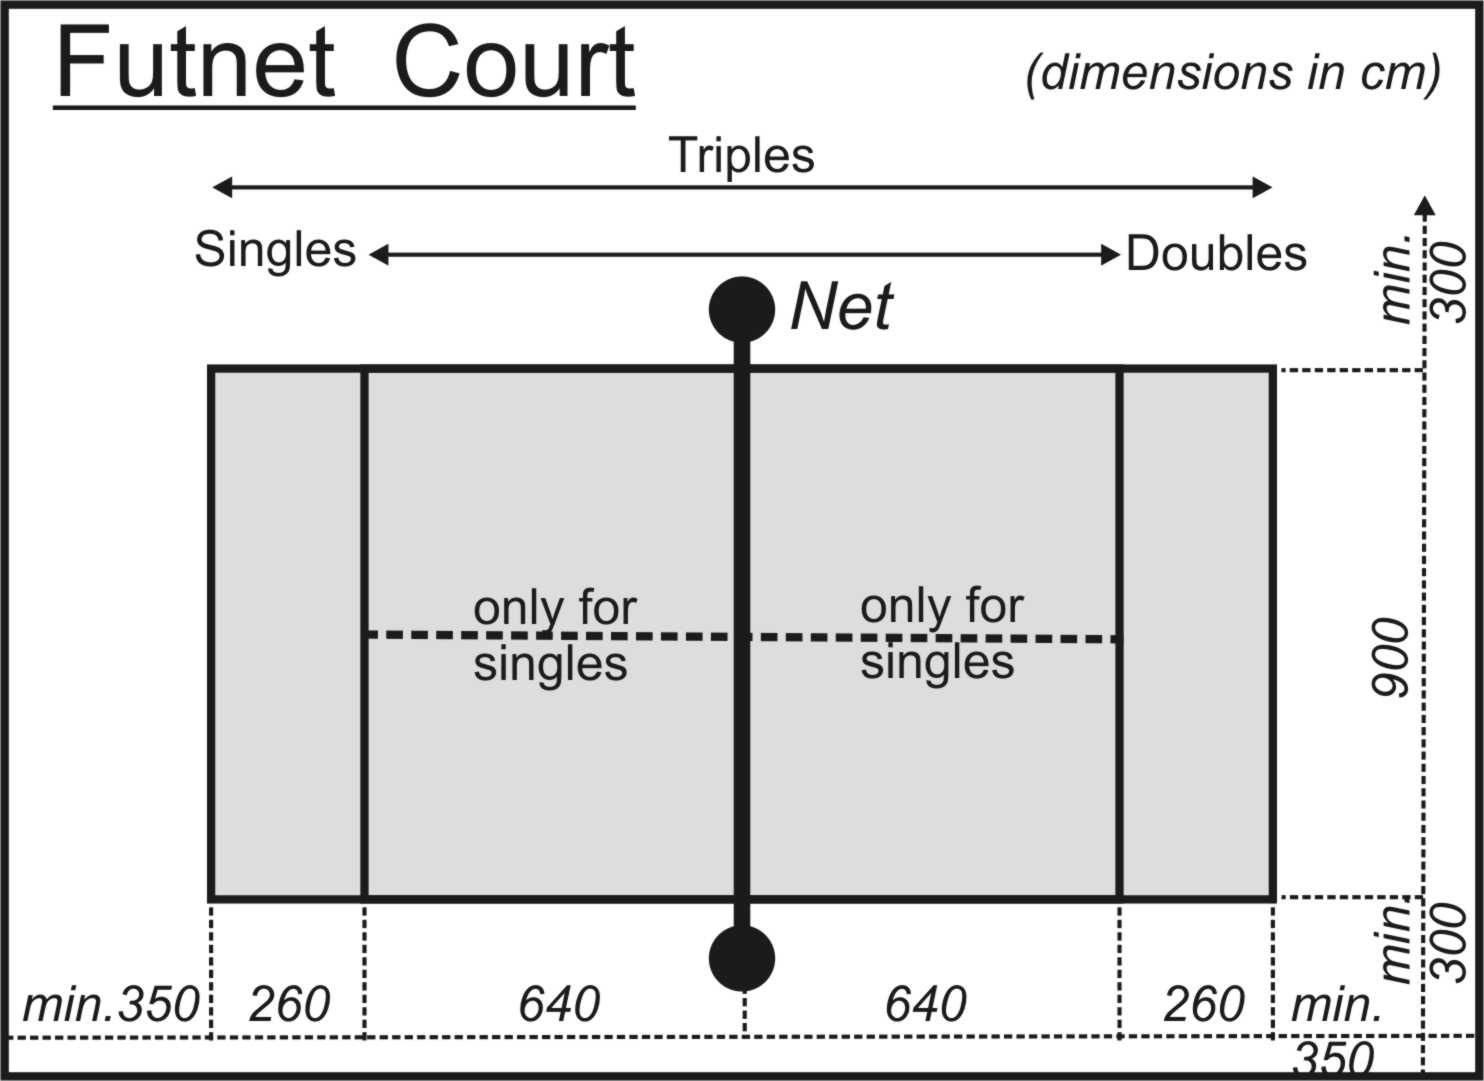 Futnet Court
(dimensions in cm)
Triples
Singles
Doubles
Net
min.
300
only for
singles
only for
singles
900
min.
300
min.350
260
640
640
260
min.
350